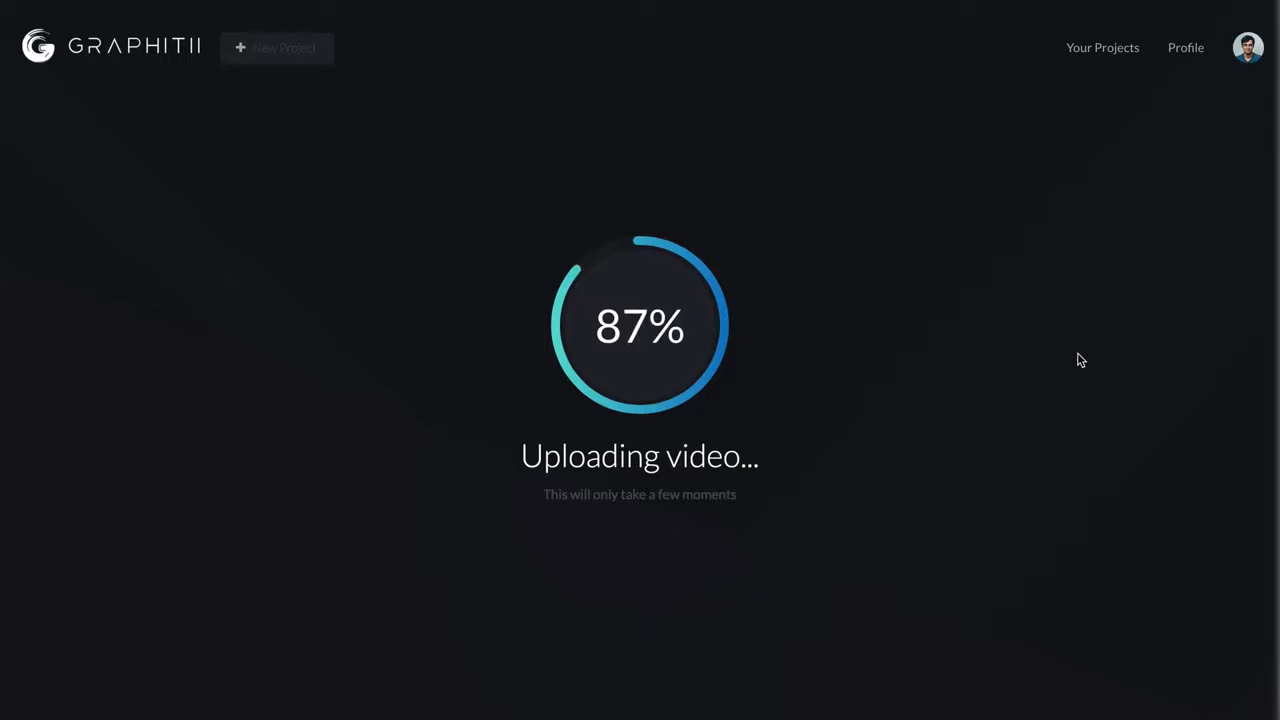 GRAPHITII
New Project
Your Projects
Profile
87%
Uploading video...
This will only take a few moments